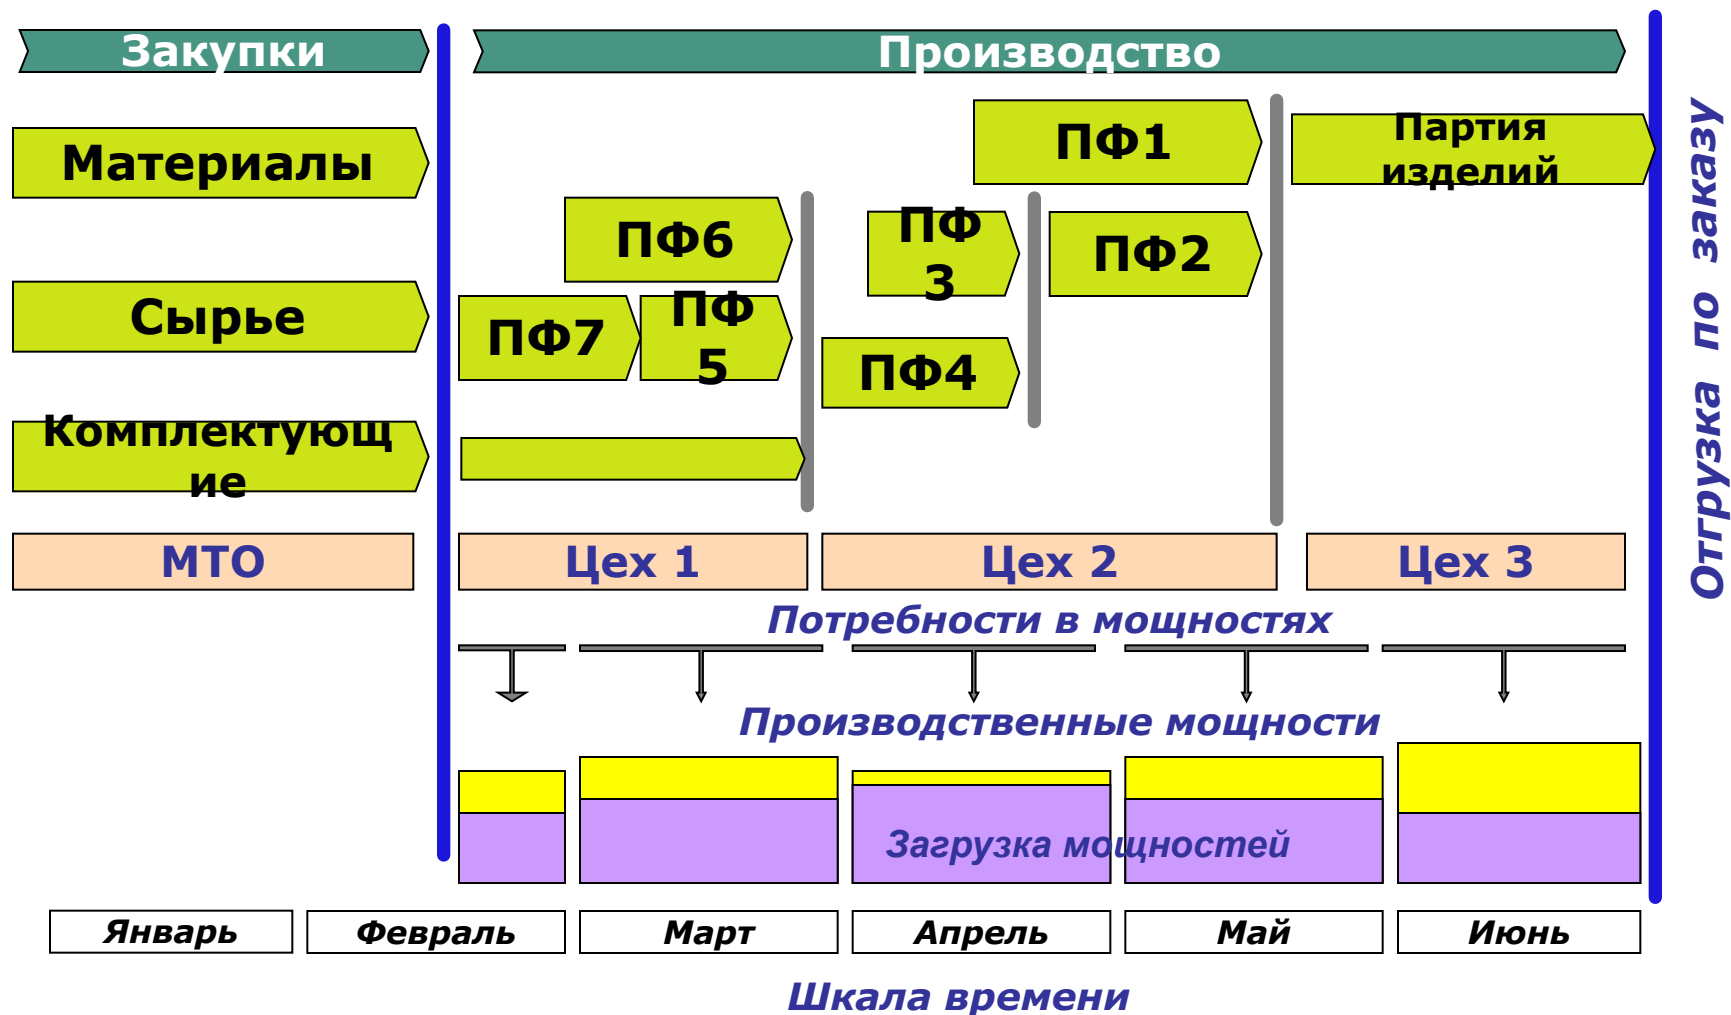 Закупки
Производство
Материалы
ПФ1
Партия
изделий
ПФ6
ПФ
3
ПФ2
Сырье
ПФ7
ПФ
5
ПФ4
Комплектующ
ие
МТО
Цех 1
Цех 2
Цех 3
Отгрузка по заказу
Потребности в мощностях
Производственные мощности
Загрузка мощностей
Январь
Февраль
Март
Апрель
Май
Июнь
Шкала времени